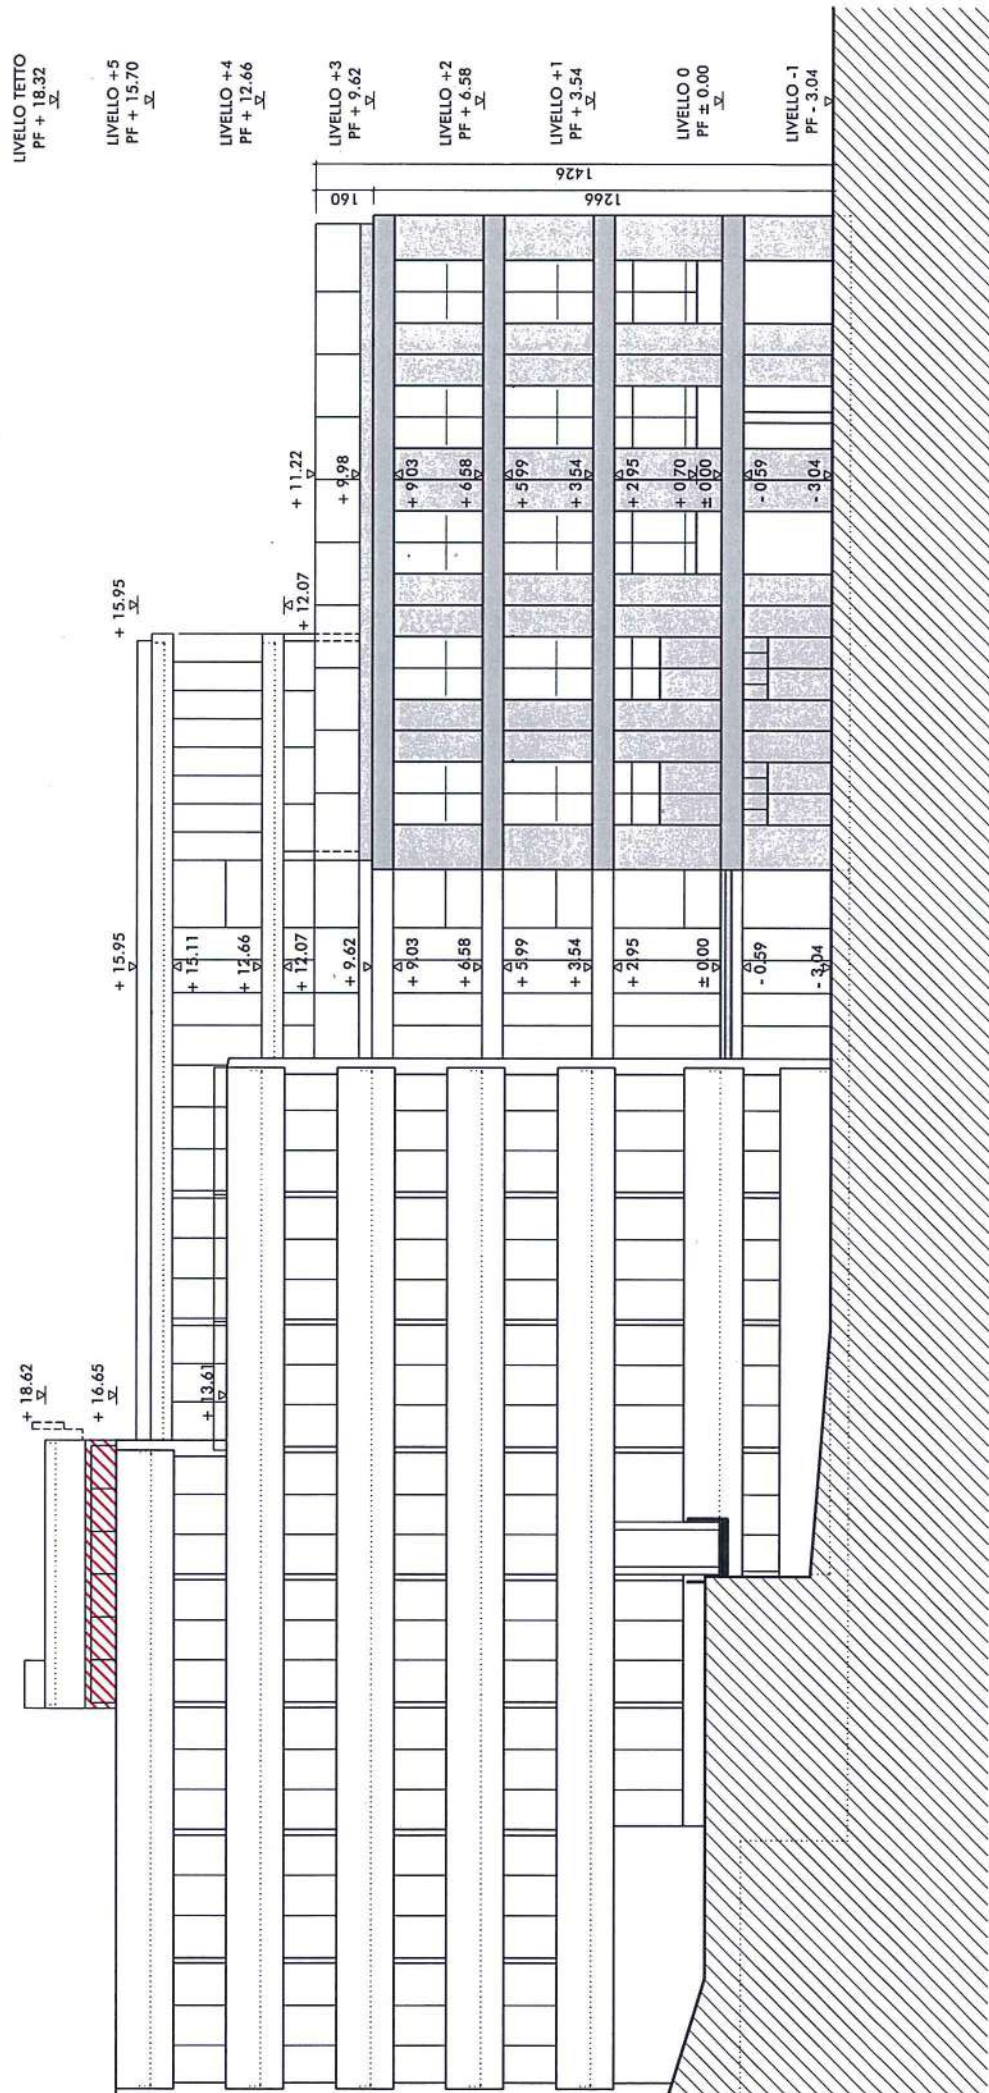 LIVELLO TETTO
PF + 18.32
LIVELLO +5
PF + 15.70
LIVELLO +4
PF + 12.66
LIVELLO +3
PF + 9.62
LIVELLO +2
PF + 6.58
LIVELLO +1
PF + 3.54
LIVELLO 0
PF ± 0.00
LIVELLO -1
PF - 3.04
160
1426
1266
+ 11.22
+ 9.98
+ 9.03
+ 6.58
+ 5.99
+ 3.54
+ 2.95
+ 0.70
± 0.00
- 0.59
- 3.04
+ 15.95
+ 12.07
+ 15.95
+ 15.11
+ 12.66
+ 12.07
+ 9.62
+ 9.03
+ 6.58
+ 5.99
+ 3.54
+ 2.95
± 0.00
- 0.59
- 3.04
+ 18.62
+ 16.65
+ 13.61